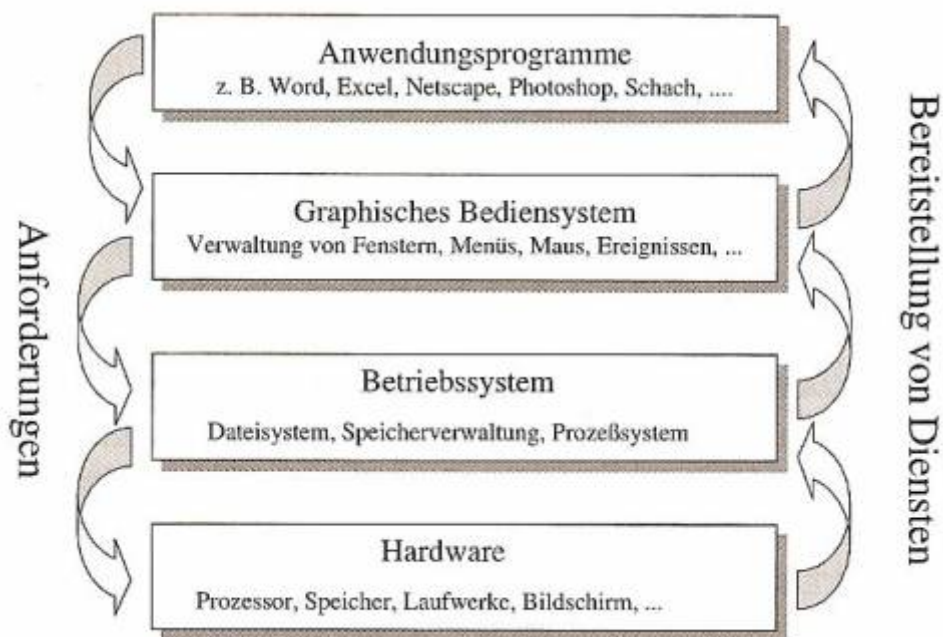 Anwendungsprogramme
z. B. Word, Excel, Netscape, Photoshop, Schach, ....
Graphisches Bediensystem
Verwaltung von Fenstern, Menüs, Maus, Ereignissen, ...
Betriebssystem
Dateisystem, Speicherverwaltung, Prozeßsystem
Hardware
Prozessor, Speicher, Laufwerke, Bildschirm, ...
Anforderungen
Bereitstellung von Diensten